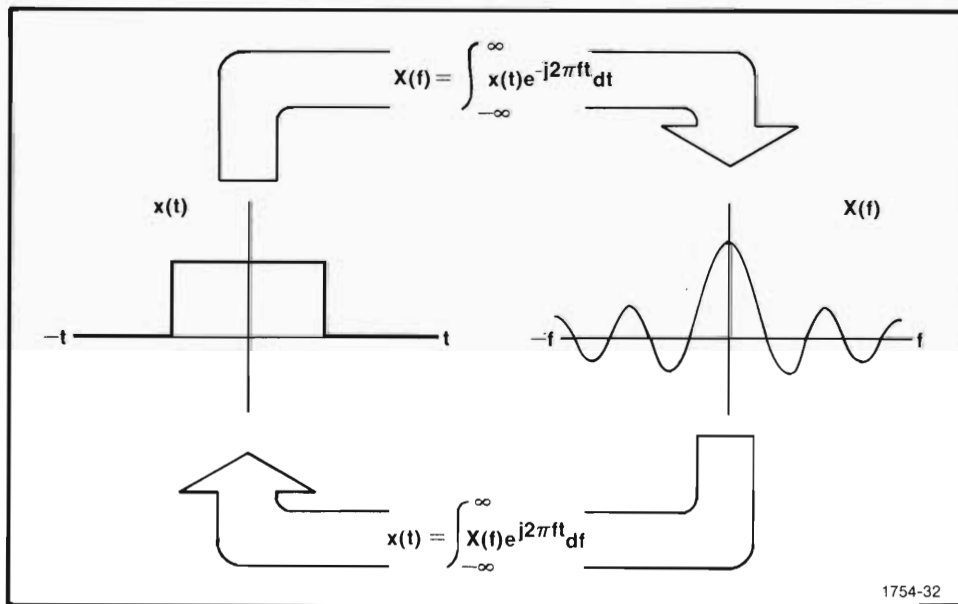 X(f) = ∫_{−∞}^{∞} x(t)e^{-j2πft}dt
x(t)
X(f)
−t
t
−f
f
x(t) = ∫_{−∞}^{∞} X(f)e^{j2πft}df
1754-32